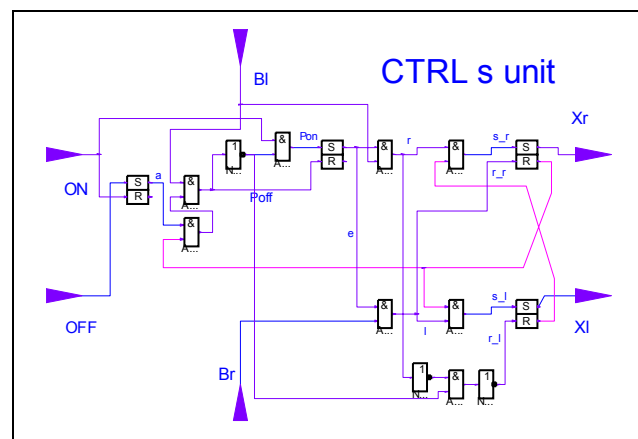 CTRL s unit
Bl
Xr
ON
OFF
Br
Xl
a
Pon
Poff
e
r
l
s_r
r_r
s_l
r_l
S
R
S
R
S
R
S
R
&
A...
&
A...
&
A...
&
A...
&
A...
&
A...
&
A...
&
A...
1
N...
1
N...
1
N...